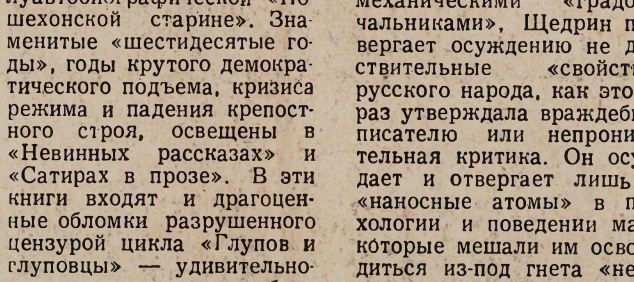 шехонской старине». Зна-
менитые «шестидесятые го-
ды», годы крутого демокра-
тического подъема, кризиса
режима и падения крепост-
ного строя, освещены в
«Невинных рассказах» и
«Сатирах в прозе». В эти
книги входят и драгоцен-
ные обломки разрушенного
цензурой цикла «Глупов и
глуповцы» — удивительно-
механическими «градо
чальниками», Щедрин п
вергает осуждению не д
ствительные «свойст
русского народа, как это
раз утверждала враждеб
писателю или непрони
тельная критика. Он осу
дает и отвергает лишь
«наносные атомы» в п
хологии и поведении ма
которые мешали им осво
диться из-под гнета «не